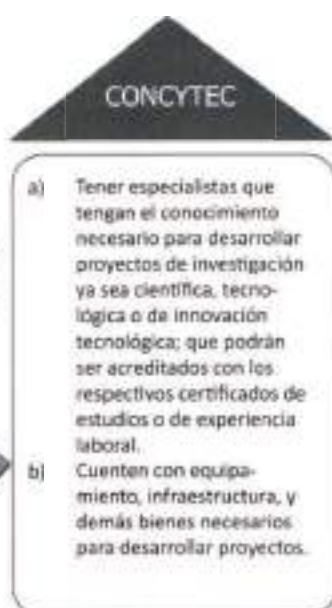 CONCYTEC
a) Tener especialistas que
tengan el conocimiento
necesario para desarrollar
proyectos de investigación
ya sea científica, tecno-
lógica o de innovación
tecnológica; que podrán
ser acreditados con los
respectivos certificados de
estudios o de experiencia
laboral.
b) Cuenten con equipa-
miento, infraestructura, y
demás bienes necesarios
para desarrollar proyectos.